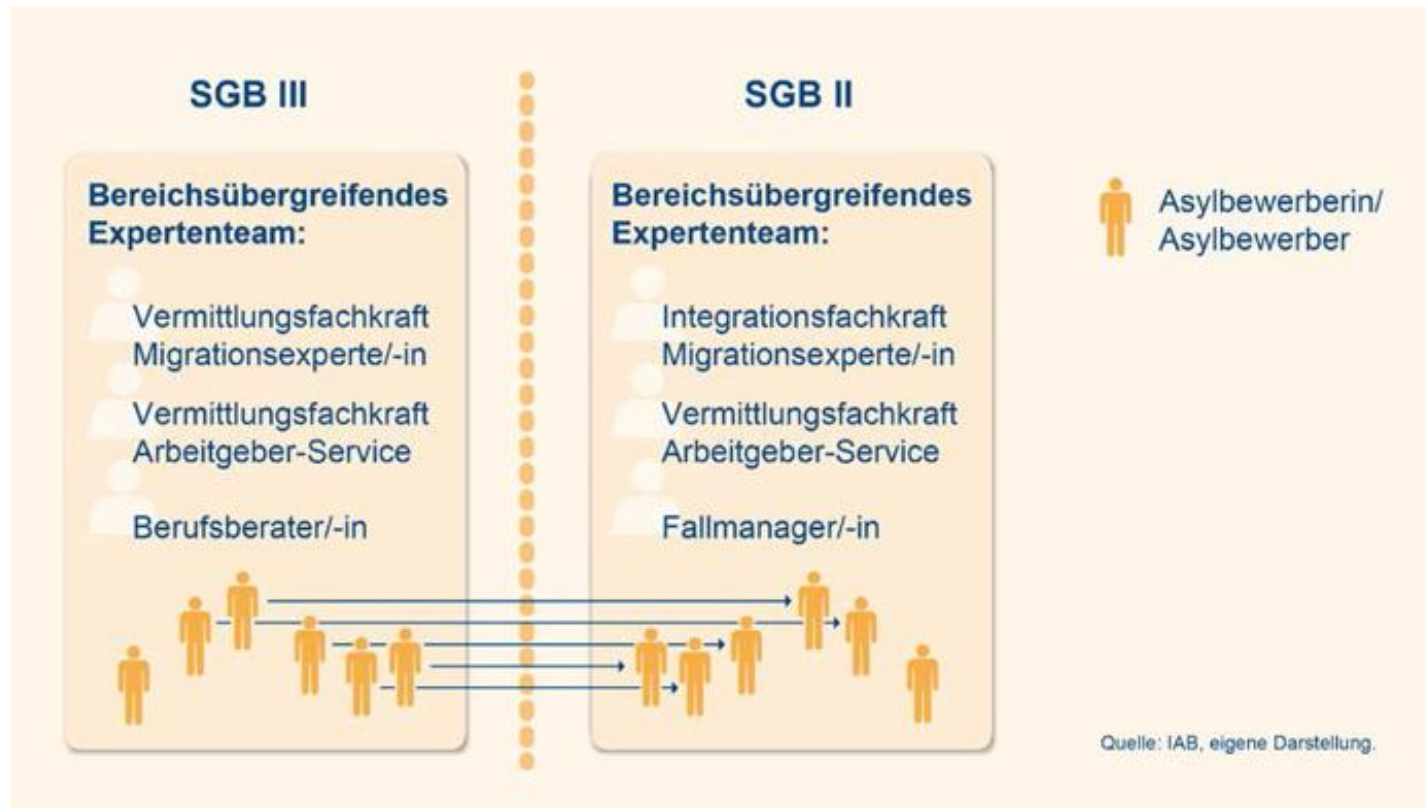 SGB III
Bereichsübergreifendes
Expertenteam:
Vermittlungsfachkraft
Migrationsexperte/-in
Vermittlungsfachkraft
Arbeitgeber-Service
Berufsberater/-in
SGB II
Bereichsübergreifendes
Expertenteam:
Integrationsfachkraft
Migrationsexperte/-in
Vermittlungsfachkraft
Arbeitgeber-Service
Fallmanager/-in
Asylbewerberin/
Asylbewerber
Quelle: IAB, eigene Darstellung.